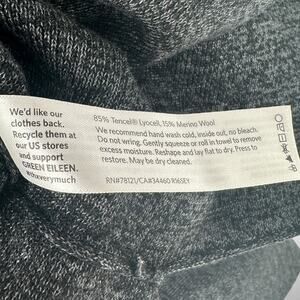 We'd like our
clothes back.
Recycle them at
our US stores
and support
GREEN EILEEN.
#thxverymuch
85% Tencel® Lyocell, 15% Merino Wool
We recommend hand wash cold, inside out, no bleach.
Do not wring. Gently squeeze or roll in towel to remove
excess moisture. Reshape and lay flat to dry. Press to
restore. May be dry cleaned.
RN#78121/CA#34460 R165EY